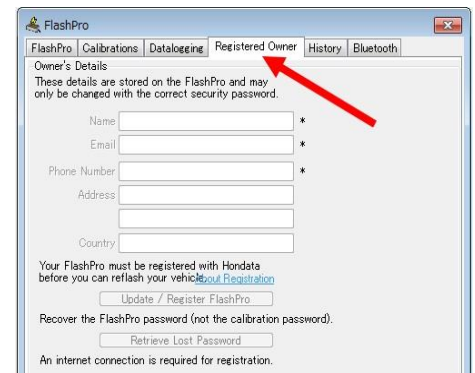 FlashPro
FlashPro Calibrations Datalogging Registered Owner History Bluetooth
Owner's Details
These details are stored on the FlashPro and may
only be changed with the correct security password.
Name *
Email *
Phone Number *
Address
Country
Your FlashPro must be registered with Hondata
before you can reflash your vehicle. About Registration
Update / Register FlashPro
Recover the FlashPro password (not the calibration password).
Retrieve Lost Password
An internet connection is required for registration.